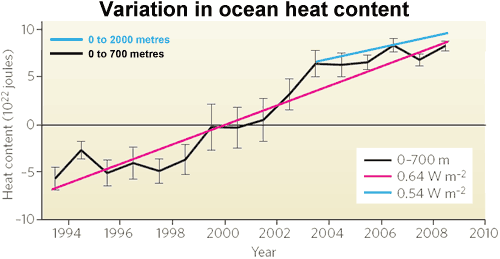 Variation in ocean heat content
0 to 2000 metres
0 to 700 metres
Heat content (10²² joules)
10
5
0
-5
-10
0–700 m
0.64 W m⁻²
0.54 W m⁻²
1994 1996 1998 2000 2002 2004 2006 2008 2010
Year